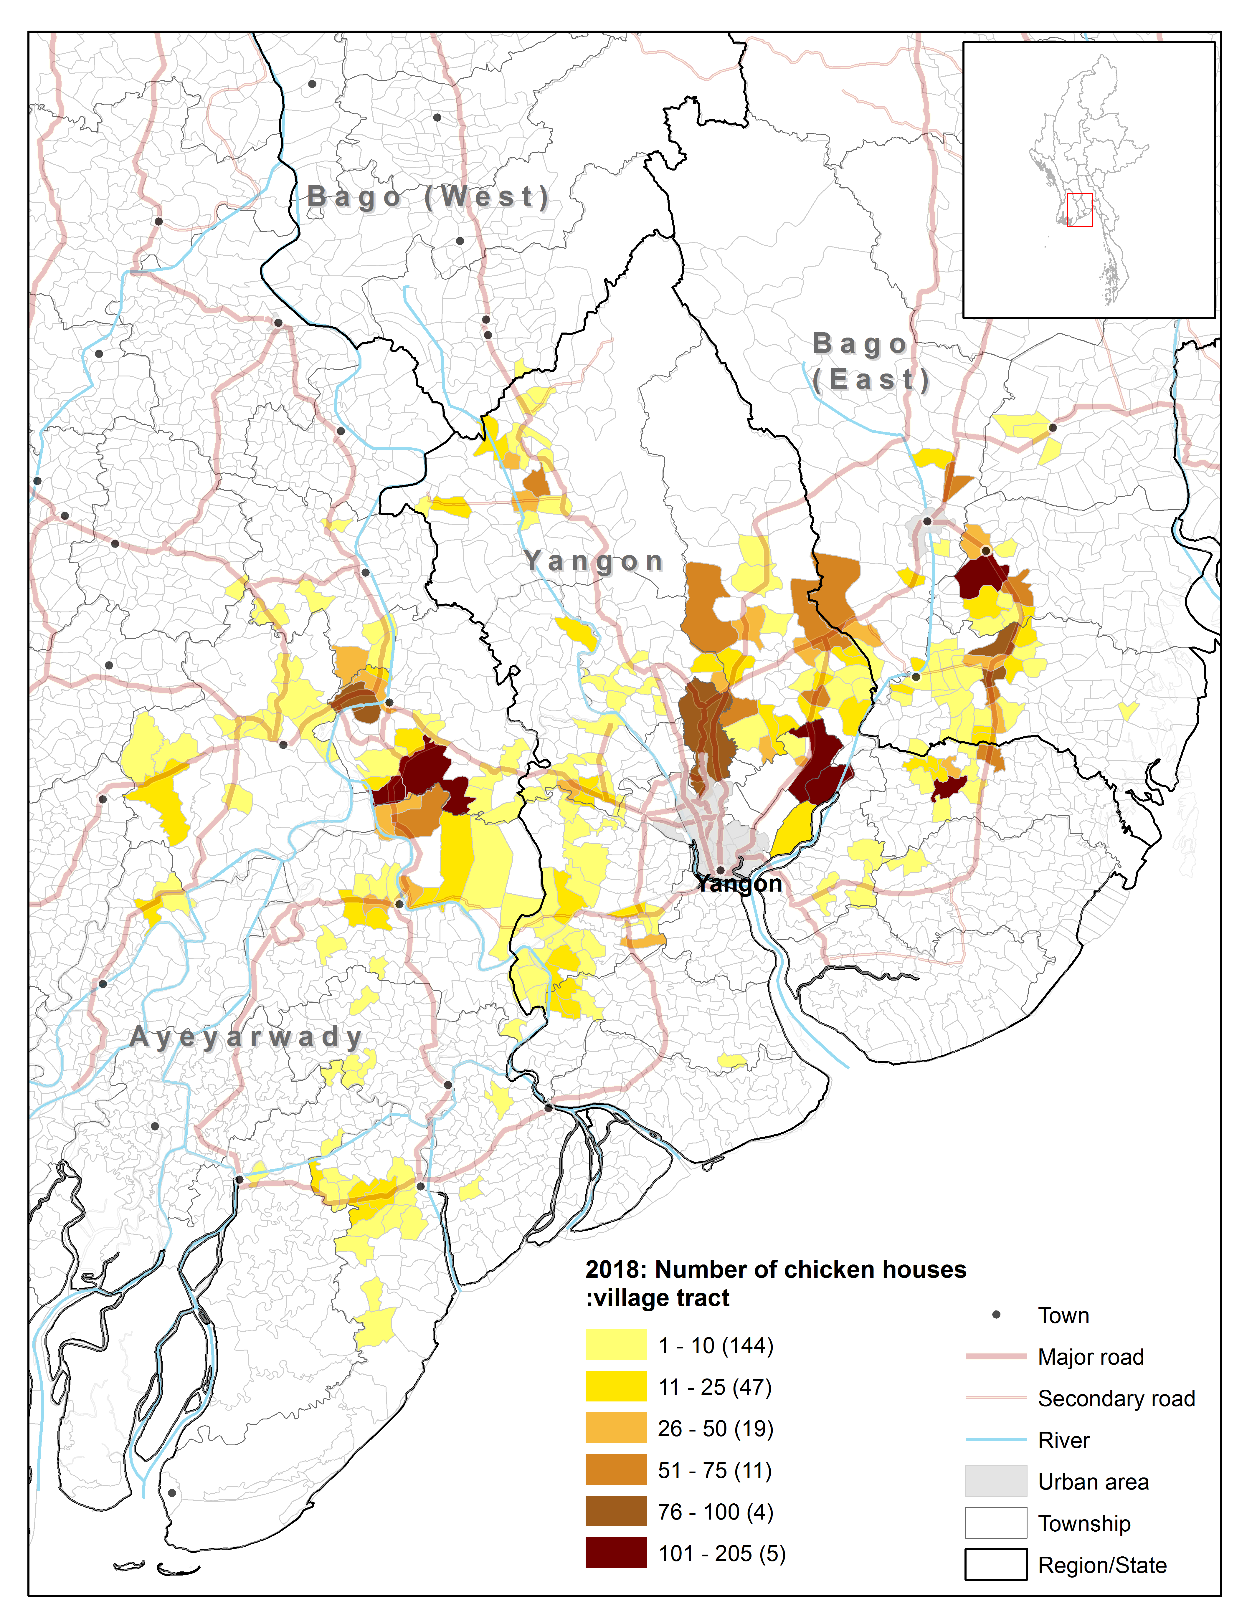 Bago (West)
Bago
(East)
Yangon
Yangon
Ayeyarwady
2018: Number of chicken houses
:village tract
1 - 10 (144)
11 - 25 (47)
26 - 50 (19)
51 - 75 (11)
76 - 100 (4)
101 - 205 (5)
Town
Major road
Secondary road
River
Urban area
Township
Region/State